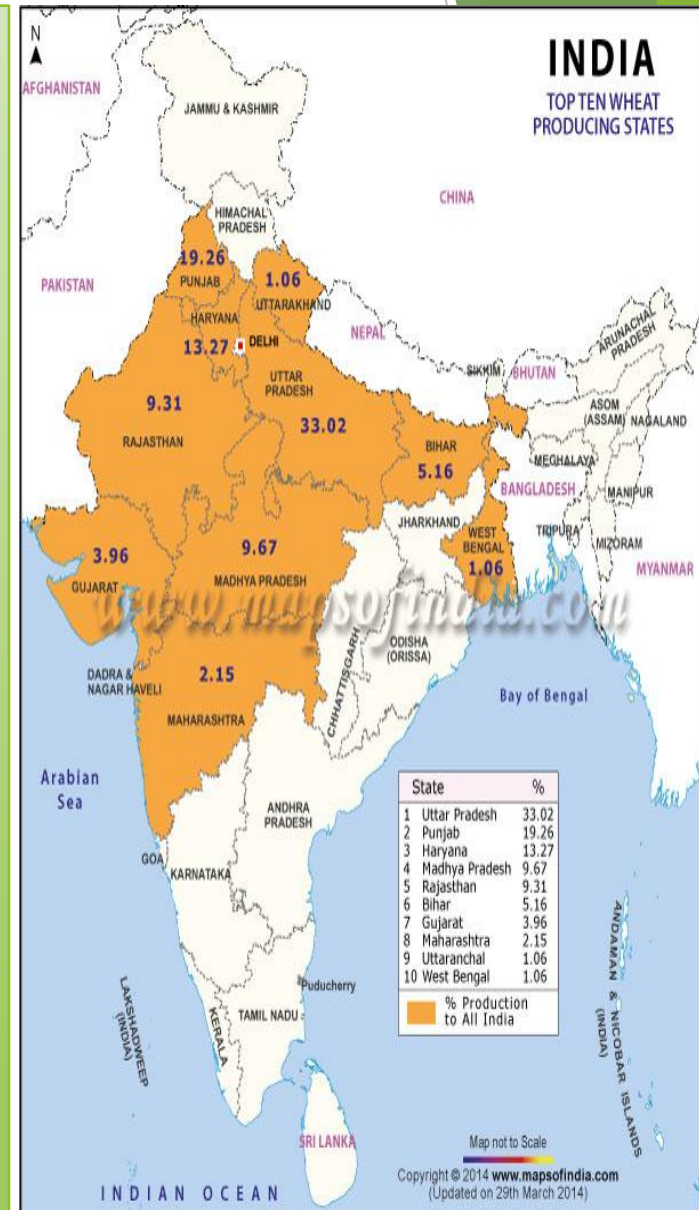 N
INDIA
TOP TEN WHEAT
PRODUCING STATES
AFGHANISTAN
JAMMU & KASHMIR
CHINA
HIMACHAL
PRADESH
19.26
PUNJAB
1.06
UTTARAKHAND
PAKISTAN
HARYANA
13.27
DELHI
NEPAL
ARUNACHAL
PRADESH
SIKKIM
BHUTAN
UTTAR
PRADESH
33.02
9.31
RAJASTHAN
ASOM
(ASSAM)
NAGALAND
BIHAR
5.16
MEGHALAYA
BANGLADESH
MANIPUR
JHARKHAND
TRIPURA
MIZORAM
WEST
BENGAL
1.06
MYANMAR
3.96
GUJARAT
9.67
MADHYA PRADESH
www.mapsofindia.com
CHHATTISGARH
ODISHA
(ORISSA)
DADRA &
NAGAR HAVELI
2.15
MAHARASHTRA
Bay of Bengal
Arabian
Sea
ANDHRA
PRADESH
GOA
KARNATAKA
State %
1 Uttar Pradesh 33.02
2 Punjab 19.26
3 Haryana 13.27
4 Madhya Pradesh 9.67
5 Rajasthan 9.31
6 Bihar 5.16
7 Gujarat 3.96
8 Maharashtra 2.15
9 Uttaranchal 1.06
10 West Bengal 1.06
% Production
to All India
Puducherry
TAMIL NADU
KERALA
LAKSHADWEEP
(INDIA)
ANDAMAN & NICOBAR ISLANDS
(INDIA)
SRI LANKA
Map not to Scale
Copyright © 2014 www.mapsofindia.com
(Updated on 29th March 2014)
INDIAN OCEAN